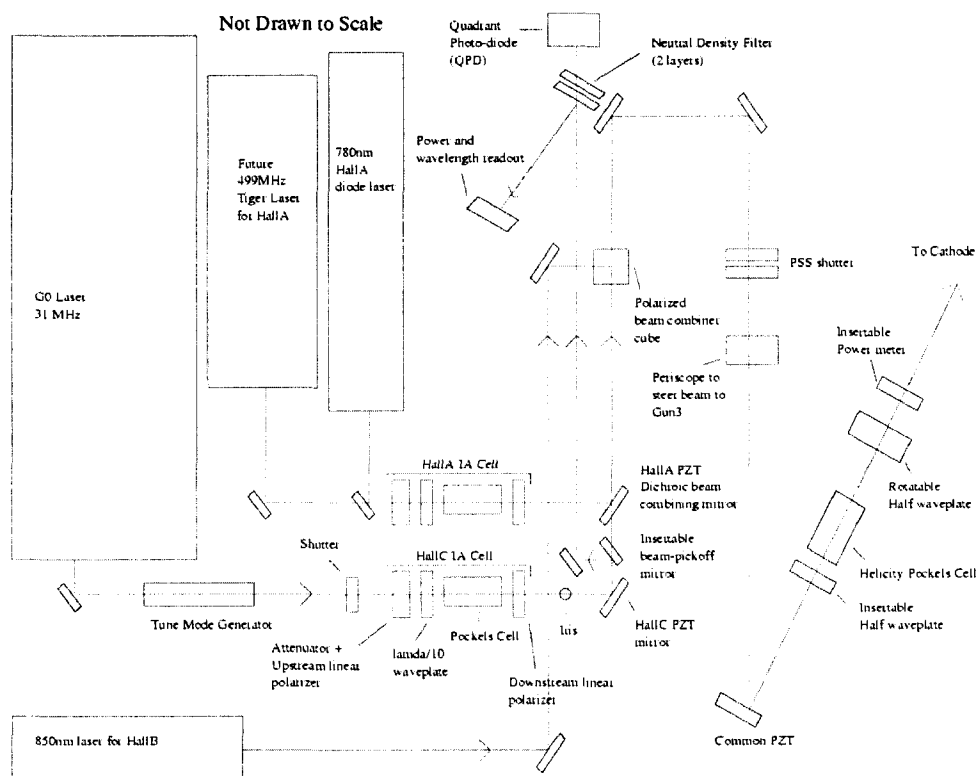 Not Drawn to Scale
Quadrant
Photo-diode
(QPD)
Neutral Density Filter
(2 layers)
Future
499MHz
Tiger Laser
for HallA
780nm
HallA
diode laser
Power and
wavelength readout
G0 Laser
31 MHz
PSS shutter
To Cathode
Polarized
beam combiner
cube
Insertable
Power meter
Periscope to
steer beam to
Gun3
HallA IA Cell
HallA PZT
Dichroic beam
combining mirror
Rotatable
Half waveplate
Shutter
HallC IA Cell
Insertable
beam-pickoff
mirror
Helicity Pockels Cell
Insertable
Half waveplate
Tune Mode Generator
Iris
HallC PZT
mirror
Attenuator +
Upstream linear
polarizer
lamda/10
waveplate
Pockels Cell
Downstream linear
polarizer
850nm laser for HallB
Common PZT